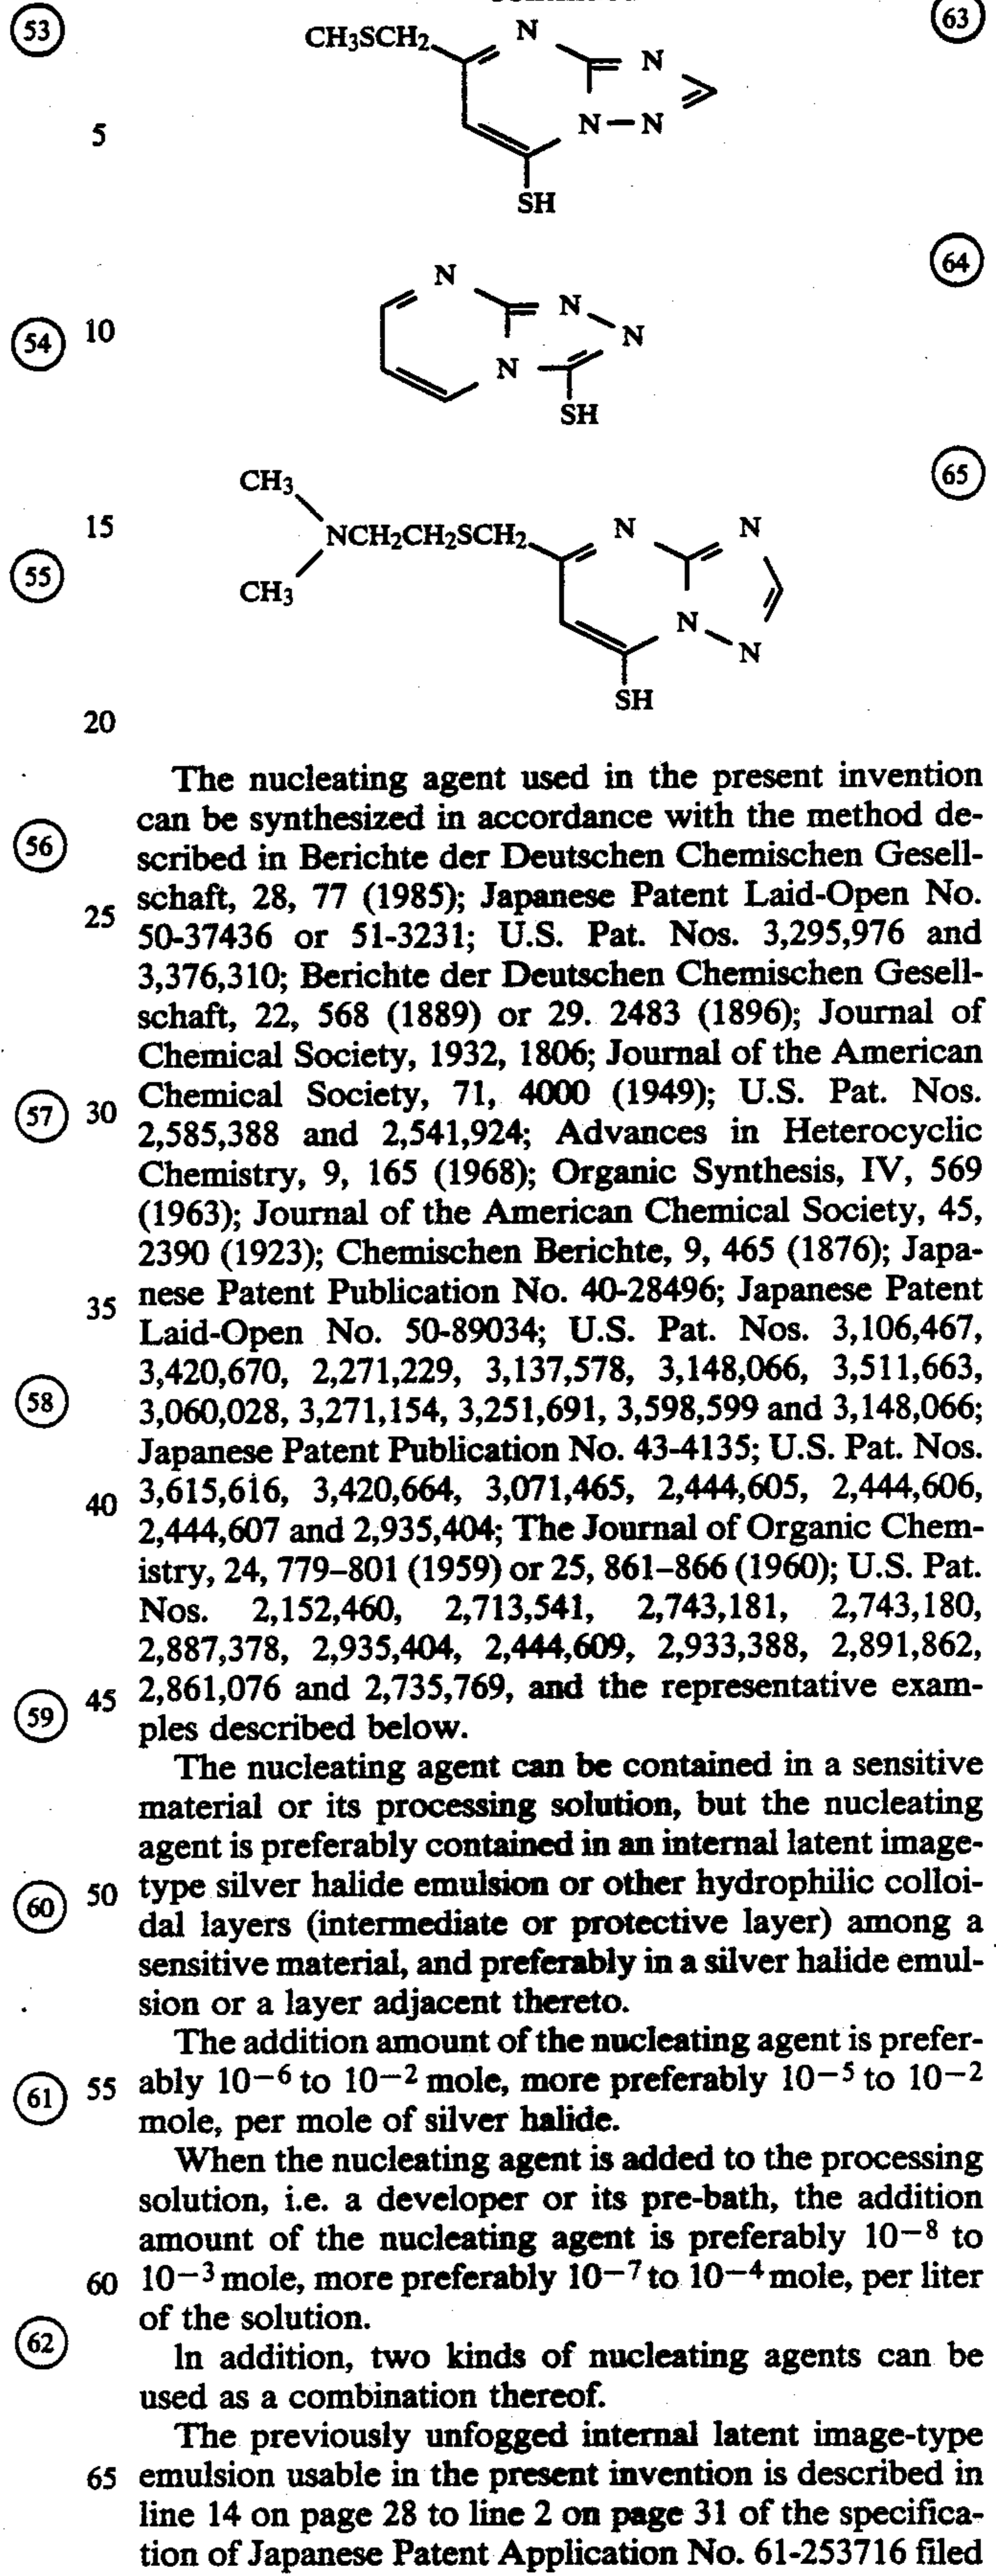 53
CH3SCH2
N
N
63
N
N
5
SH
64
N
N
54
10
N
N
SH
CH3
65
15
NCH2CH2SCH2
N
N
55
CH3
N
N
SH
20
The nucleating agent used in the present invention
can be synthesized in accordance with the method de-
56
scribed in Berichte der Deutschen Chemischen Gesell-
schaft, 28, 77 (1985); Japanese Patent Laid-Open No.
25
50-37436 or 51-3231; U.S. Pat. Nos. 3,295,976 and
3,376,310; Berichte der Deutschen Chemischen Gesell-
schaft, 22, 568 (1889) or 29. 2483 (1896); Journal of
Chemical Society, 1932, 1806; Journal of the American
57
30
Chemical Society, 71, 4000 (1949); U.S. Pat. Nos.
2,585,388 and 2,541,924; Advances in Heterocyclic
Chemistry, 9, 165 (1968); Organic Synthesis, IV, 569
(1963); Journal of the American Chemical Society, 45,
2390 (1923); Chemischen Berichte, 9, 465 (1876); Japa-
35
nese Patent Publication No. 40-28496; Japanese Patent
Laid-Open No. 50-89034; U.S. Pat. Nos. 3,106,467,
3,420,670, 2,271,229, 3,137,578, 3,148,066, 3,511,663,
58
3,060,028, 3,271,154, 3,251,691, 3,598,599 and 3,148,066;
Japanese Patent Publication No. 43-4135; U.S. Pat. Nos.
40
3,615,616, 3,420,664, 3,071,465, 2,444,605, 2,444,606,
2,444,607 and 2,935,404; The Journal of Organic Chem-
istry, 24, 779–801 (1959) or 25, 861–866 (1960); U.S. Pat.
Nos. 2,152,460, 2,713,541, 2,743,181, 2,743,180,
2,887,378, 2,935,404, 2,444,609, 2,933,388, 2,891,862,
59
45
2,861,076 and 2,735,769, and the representative exam-
ples described below.
The nucleating agent can be contained in a sensitive
material or its processing solution, but the nucleating
agent is preferably contained in an internal latent image-
60
50
type silver halide emulsion or other hydrophilic colloi-
dal layers (intermediate or protective layer) among a
sensitive material, and preferably in a silver halide emul-
sion or a layer adjacent thereto.
The addition amount of the nucleating agent is prefer-
61
55
ably 10−6 to 10−2 mole, more preferably 10−5 to 10−2
mole, per mole of silver halide.
When the nucleating agent is added to the processing
solution, i.e. a developer or its pre-bath, the addition
amount of the nucleating agent is preferably 10−8 to
60
10−3 mole, more preferably 10−7 to 10−4 mole, per liter
of the solution.
62
In addition, two kinds of nucleating agents can be
used as a combination thereof.
The previously unfogged internal latent image-type
65
emulsion usable in the present invention is described in
line 14 on page 28 to line 2 on page 31 of the specifica-
tion of Japanese Patent Application No. 61-253716 filed